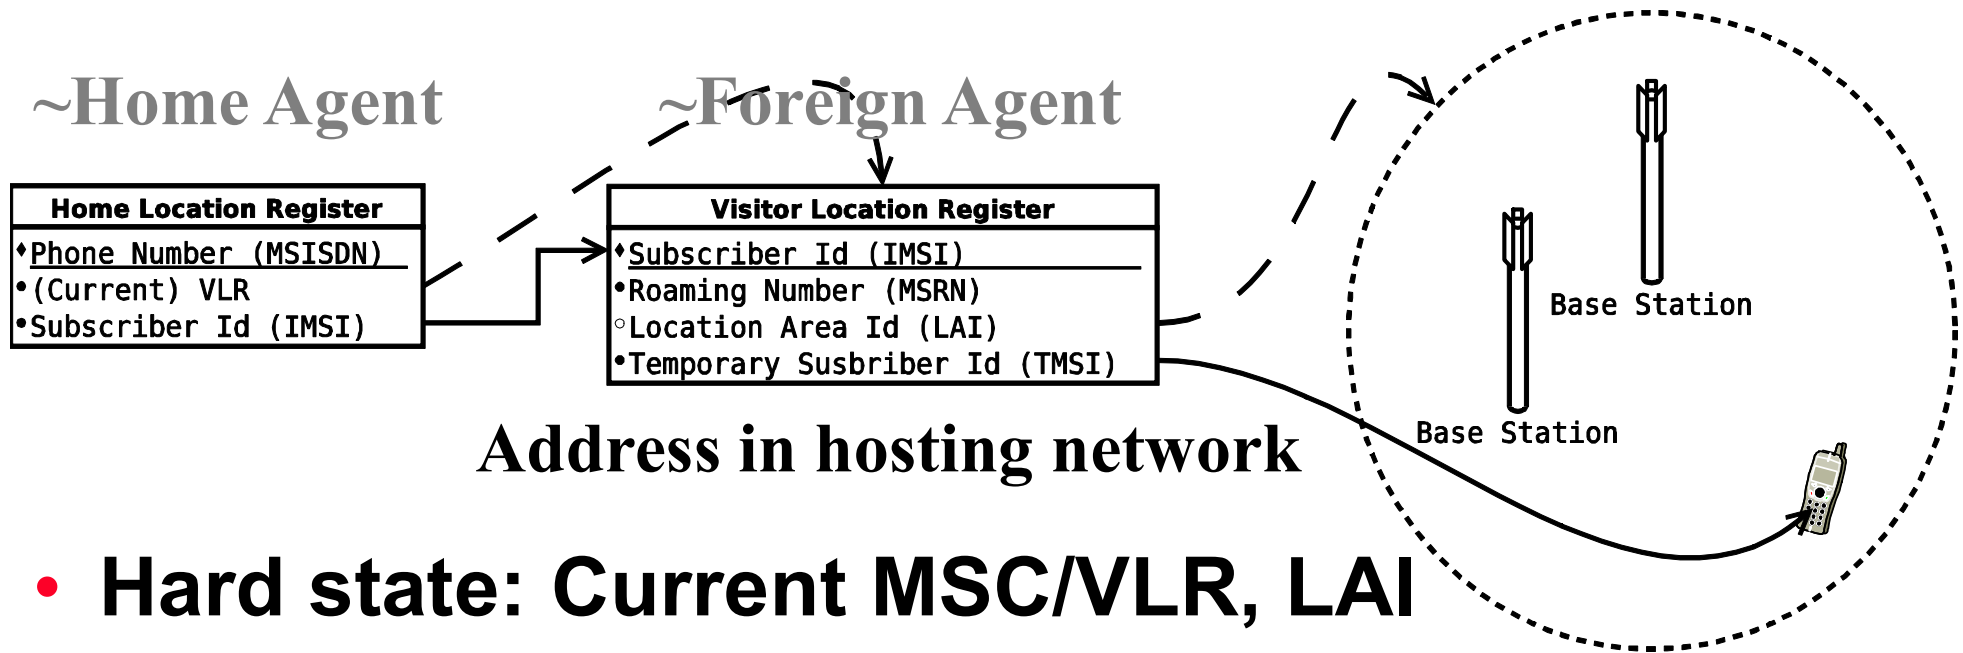 ~Home Agent
~Foreign Agent
Home Location Register
♦Phone Number (MSISDN)
•(Current) VLR
•Subscriber Id (IMSI)
Visitor Location Register
♦Subscriber Id (IMSI)
•Roaming Number (MSRN)
○Location Area Id (LAI)
•Temporary Susbriber Id (TMSI)
Base Station
Base Station
Address in hosting network
• Hard state: Current MSC/VLR, LAI